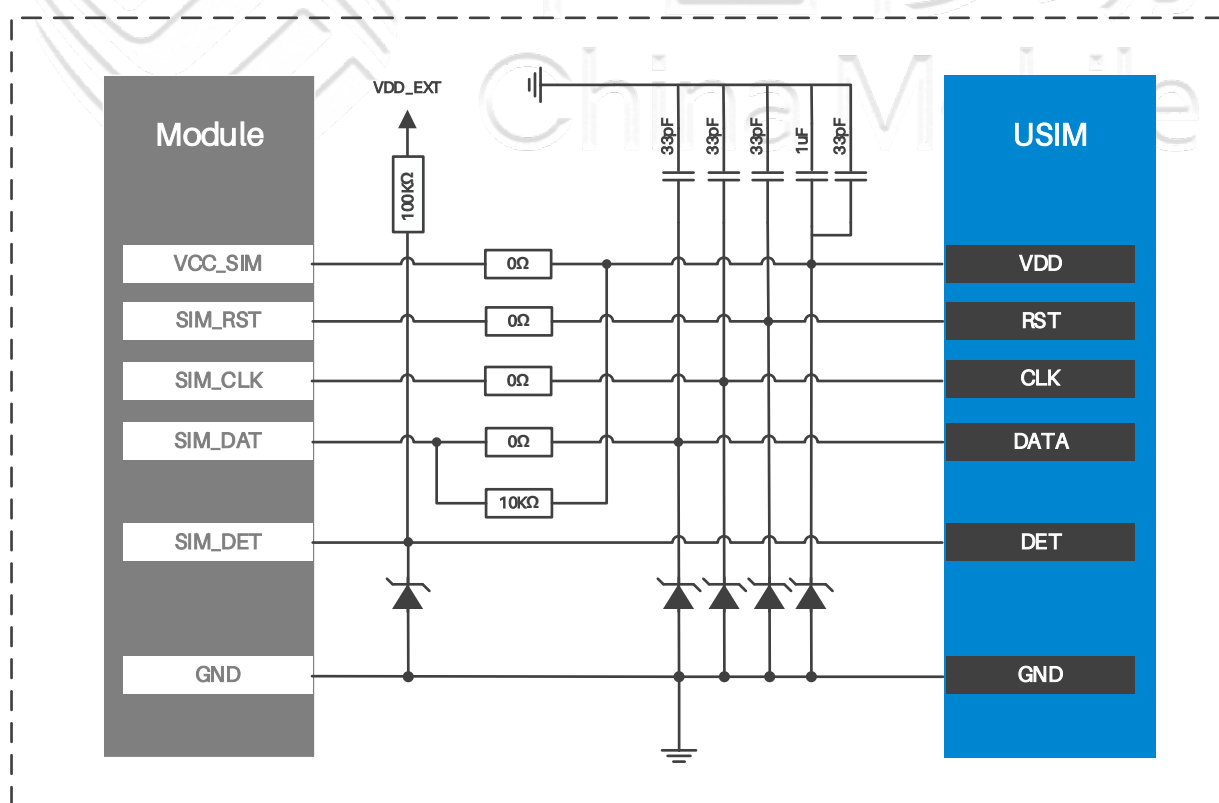 China Mobile
VDD_EXT
Module
USIM
33pF
33pF
33pF
1uF
33pF
100KΩ
VCC_SIM
0Ω
VDD
SIM_RST
0Ω
RST
SIM_CLK
0Ω
CLK
SIM_DAT
0Ω
DATA
10KΩ
SIM_DET
DET
GND
GND